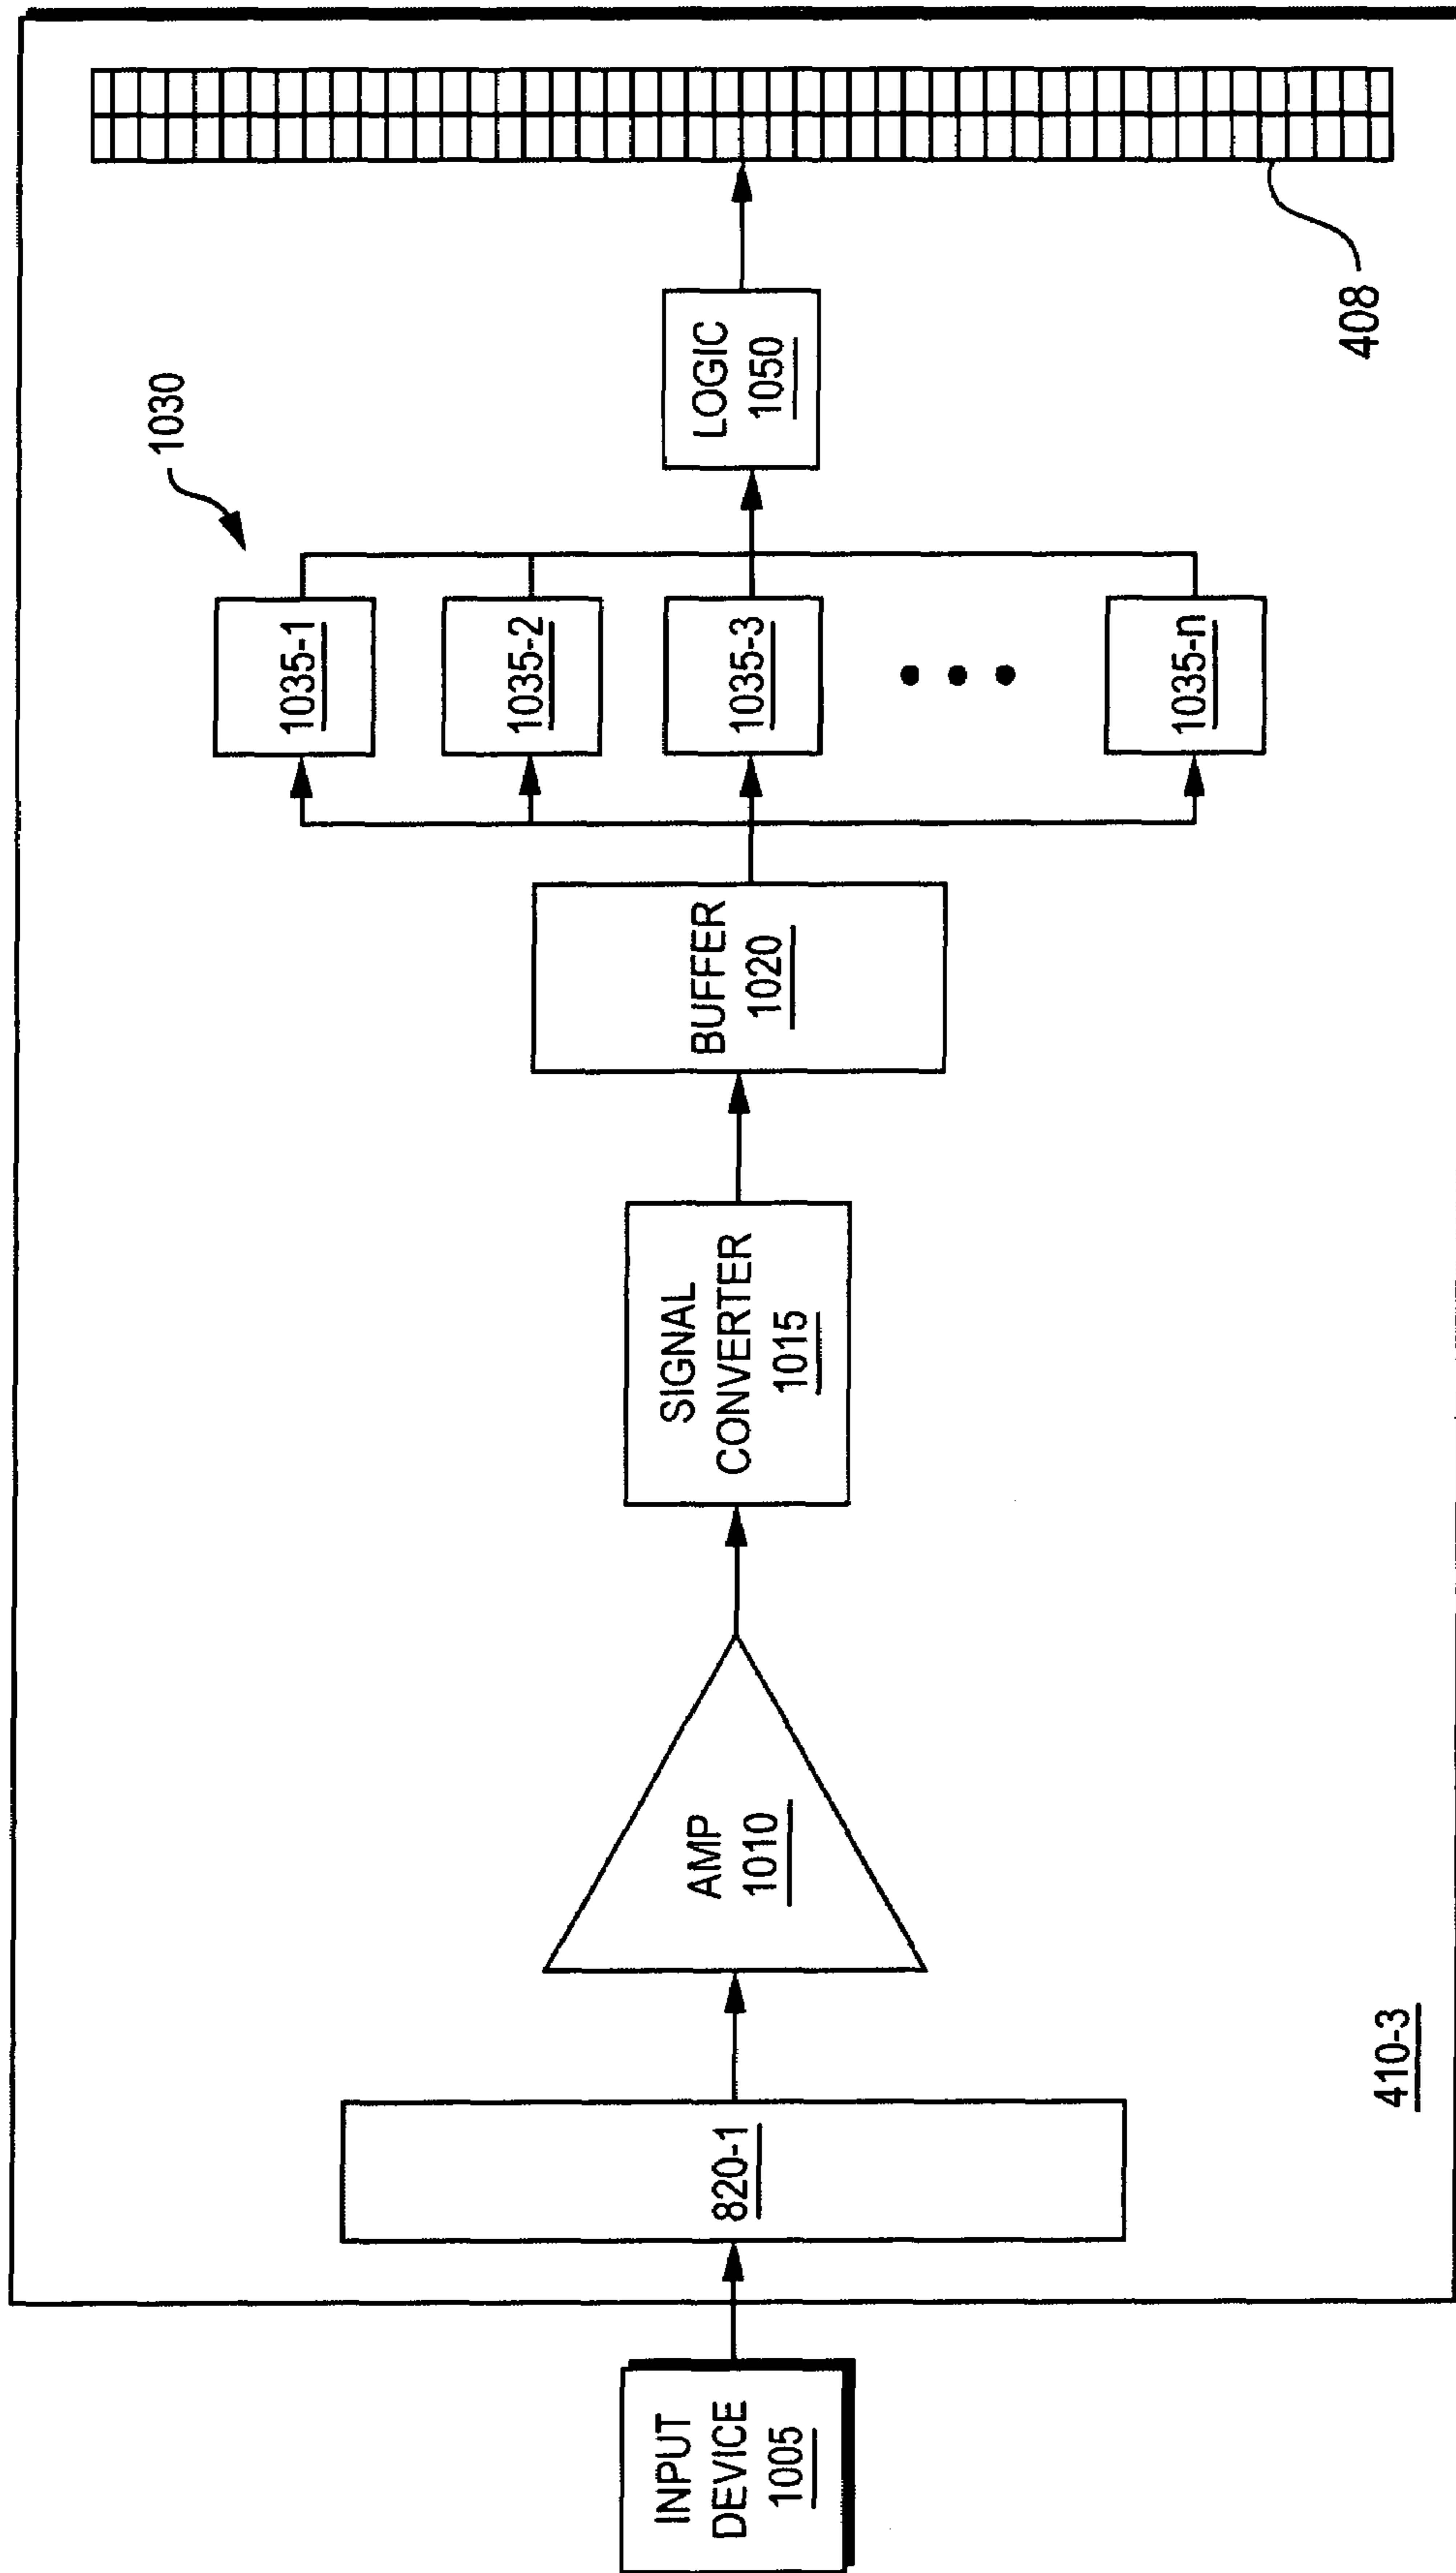 INPUT
DEVICE
1005
820-1
AMP
1010
SIGNAL
CONVERTER
1015
BUFFER
1020
1030
1035-1
1035-2
1035-3
1035-n
LOGIC
1050
408
410-3